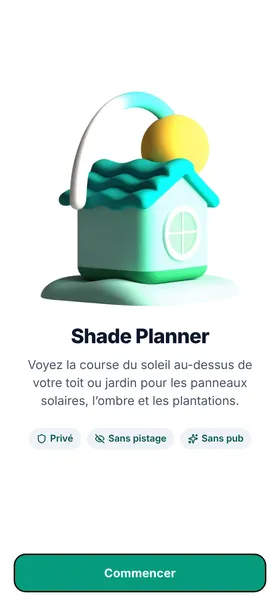 Shade Planner
Voyez la course du soleil au-dessus de
votre toit ou jardin pour les panneaux
solaires, l’ombre et les plantations.
Privé
Sans pistage
Sans pub
Commencer